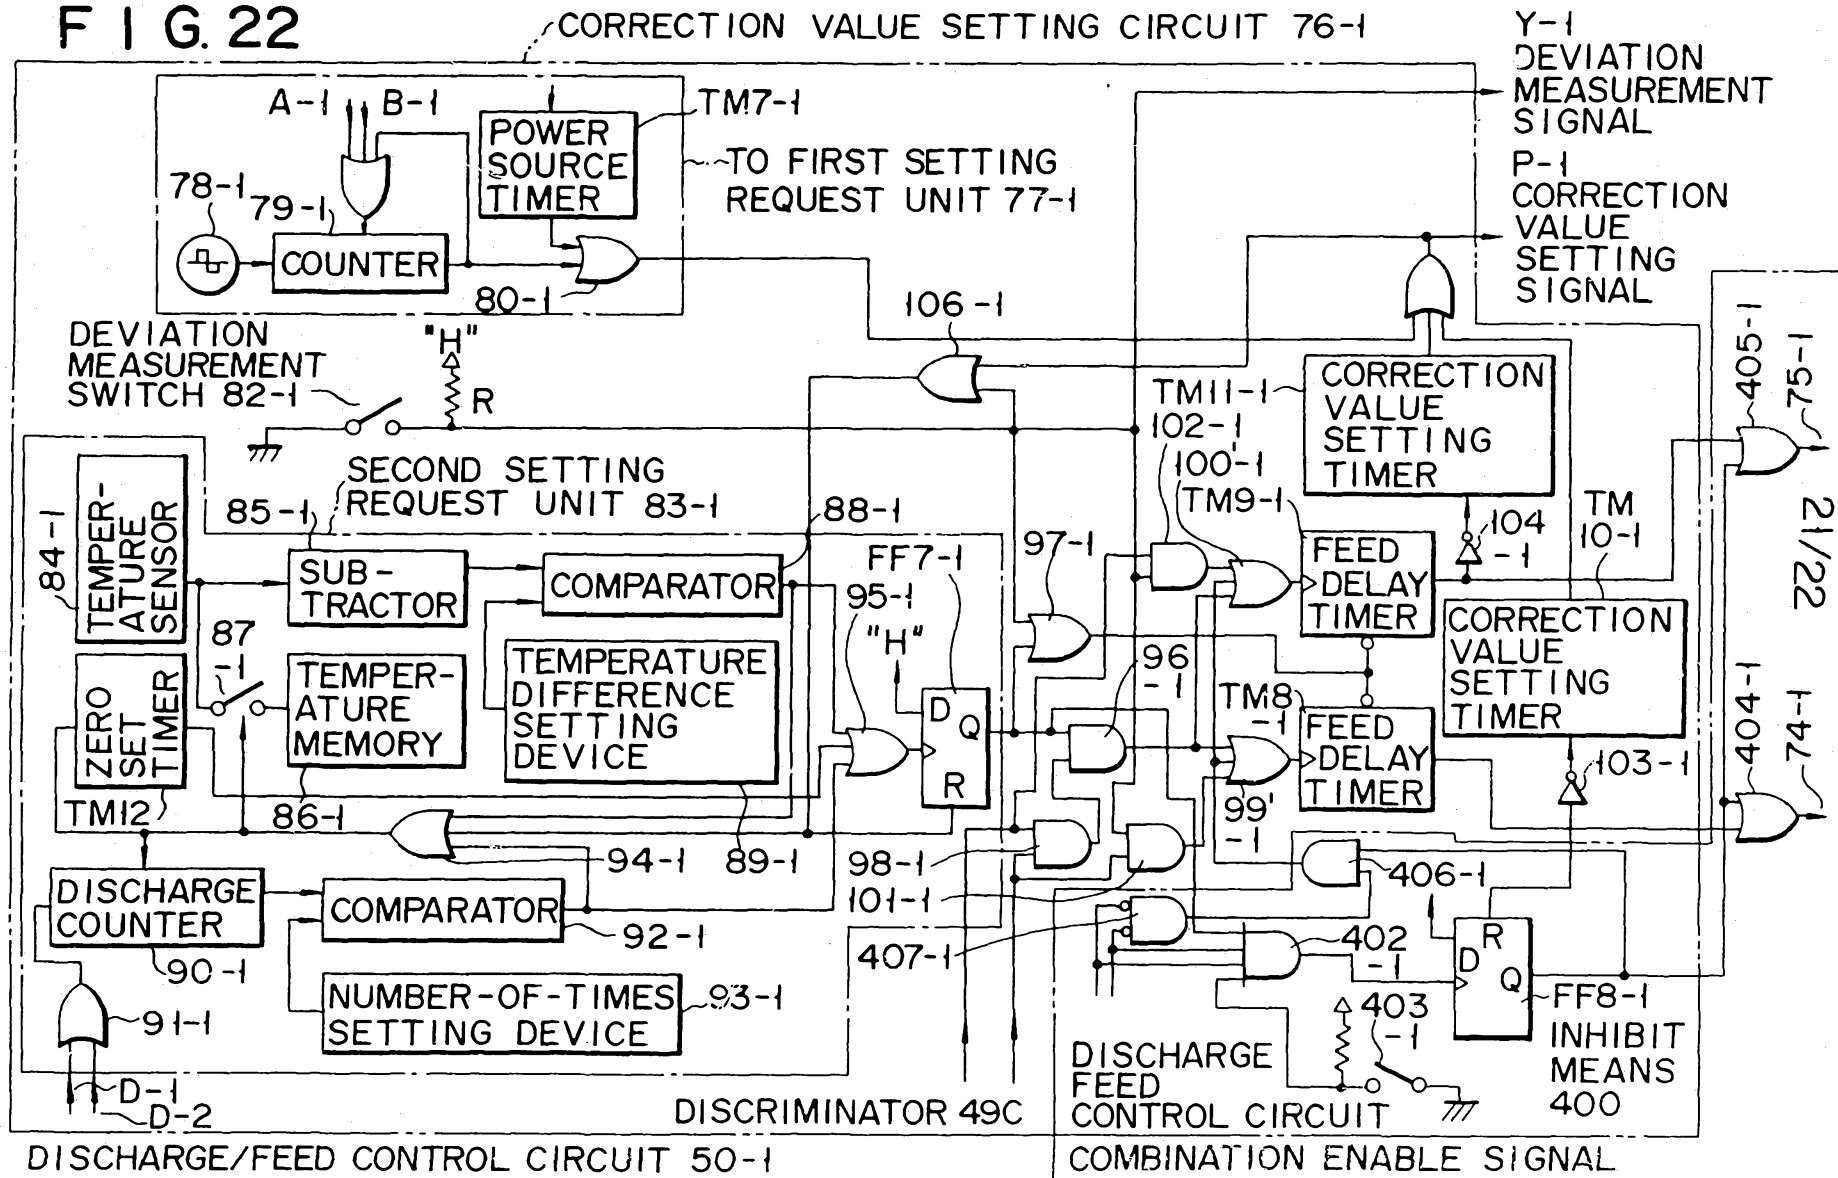 FIG. 22
CORRECTION VALUE SETTING CIRCUIT 76-1
Y-1
DEVIATION
MEASUREMENT
SIGNAL
A-1
B-1
TM7-1
POWER
SOURCE
TIMER
TO FIRST SETTING
REQUEST UNIT 77-1
P-1
CORRECTION
VALUE
SETTING
SIGNAL
78-1
79-1
COUNTER
80-1
106-1
DEVIATION
MEASUREMENT
SWITCH 82-1
"H"
R
405-1
75-1
TM11-1
CORRECTION
VALUE
SETTING
TIMER
102-1
100'-1
TM9-1
SECOND SETTING
REQUEST UNIT 83-1
84-1
TEMPER-
ATURE
SENSOR
85-1
SUB-
TRACTOR
88-1
COMPARATOR
FF7-1
97-1
95-1
"H"
FEED
DELAY
TIMER
104
-1
TM
10-1
21/22
CORRECTION
VALUE
SETTING
TIMER
87
-1
ZERO
SET
TIMER
TEMPER-
ATURE
MEMORY
TEMPERATURE
DIFFERENCE
SETTING
DEVICE
D
Q
R
96
-1
TM8
-1
FEED
DELAY
TIMER
404-1
74-1
103-1
TM12
86-1
99'
-1
94-1
89-1
98-1
101-1
406-1
DISCHARGE
COUNTER
COMPARATOR
92-1
90-1
407-1
402
-1
R
D
Q
91-1
NUMBER-OF-TIMES
SETTING DEVICE
93-1
403
-1
FF8-1
INHIBIT
MEANS
400
D-1
D-2
DISCRIMINATOR 49C
DISCHARGE
FEED
CONTROL CIRCUIT
DISCHARGE/FEED CONTROL CIRCUIT 50-1
COMBINATION ENABLE SIGNAL